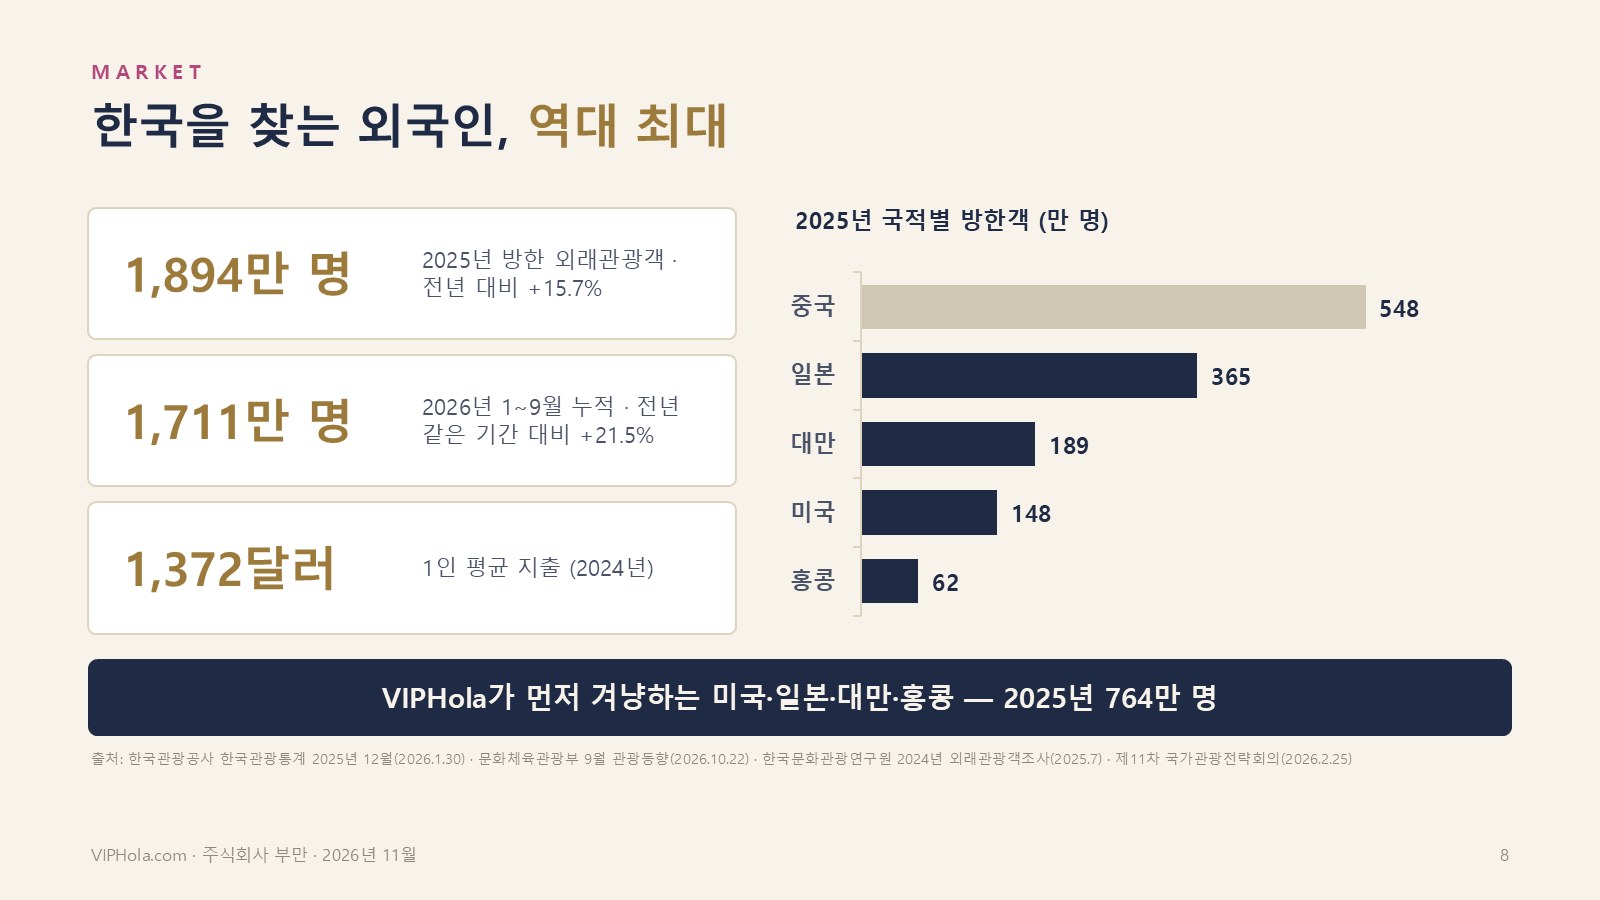 MARKET
한국을 찾는 외국인, 역대 최대
1,894만 명
2025년 방한 외래관광객 ·
전년 대비 +15.7%
1,711만 명
2026년 1~9월 누적 · 전년
같은 기간 대비 +21.5%
1,372달러
1인 평균 지출 (2024년)
2025년 국적별 방한객 (만 명)
중국 548
일본 365
대만 189
미국 148
홍콩 62
VIPHola가 먼저 겨냥하는 미국·일본·대만·홍콩 — 2025년 764만 명
출처: 한국관광공사 한국관광통계 2025년 12월(2026.1.30) · 문화체육관광부 9월 관광동향(2026.10.22) · 한국문화관광연구원 2024년 외래관광객조사(2025.7) · 제11차 국가관광전략회의(2026.2.25)
VIPHola.com · 주식회사 부만 · 2026년 11월
8